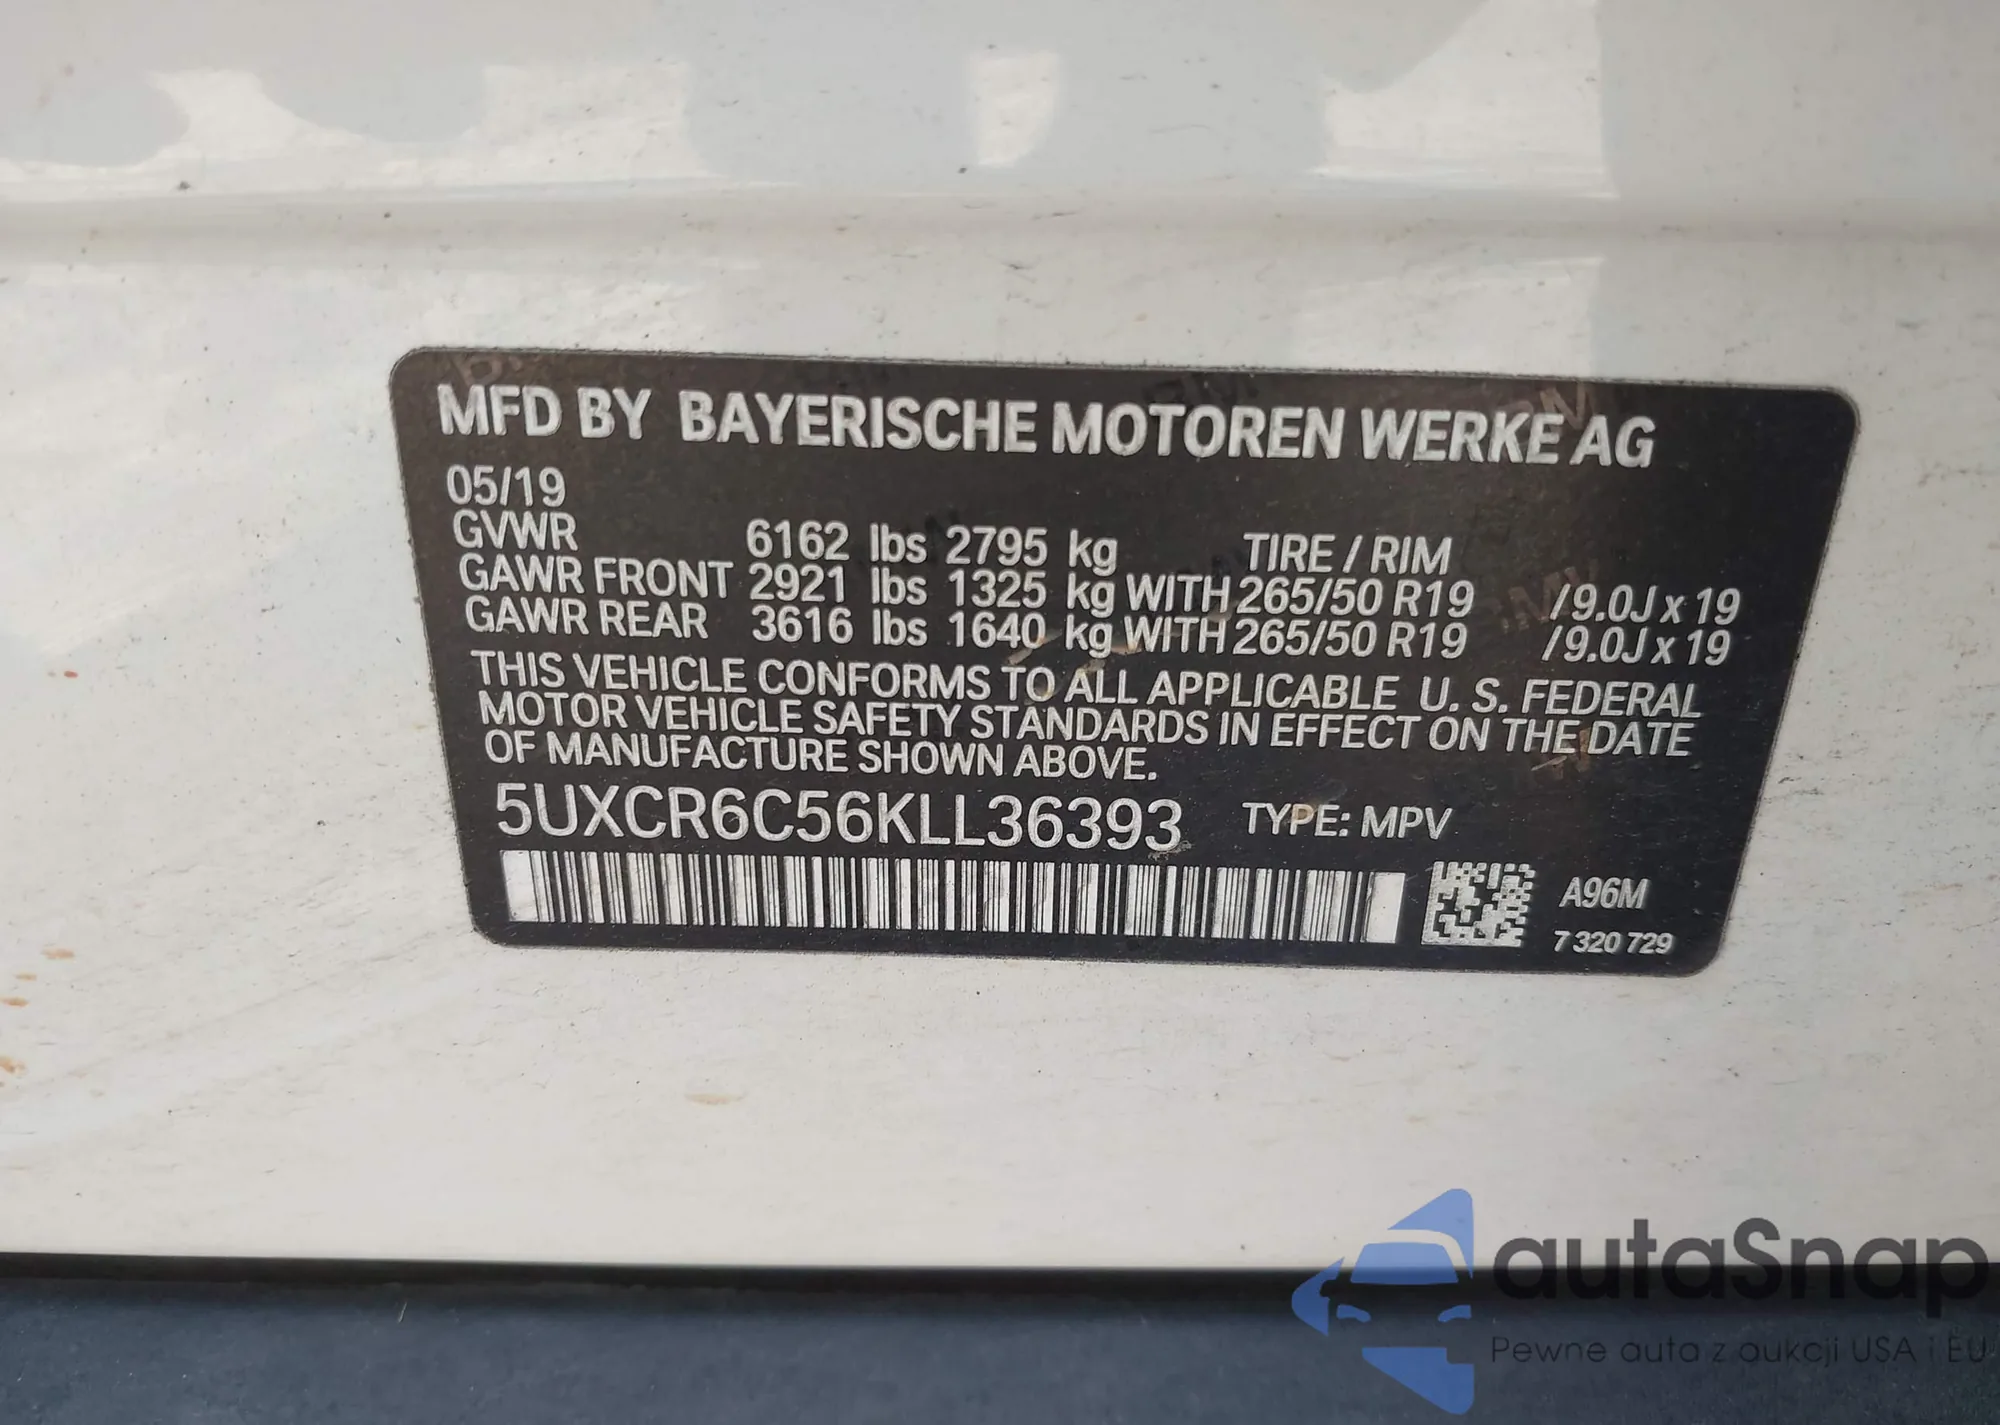 MFD BY BAYERISCHE MOTOREN WERKE AG
05/19
GVWR 6162 lbs 2795 kg TIRE / RIM
GAWR FRONT 2921 lbs 1325 kg WITH 265/50 R19 /9.0J x 19
GAWR REAR 3616 lbs 1640 kg WITH 265/50 R19 /9.0J x 19
THIS VEHICLE CONFORMS TO ALL APPLICABLE U. S. FEDERAL
MOTOR VEHICLE SAFETY STANDARDS IN EFFECT ON THE DATE
OF MANUFACTURE SHOWN ABOVE.
5UXCR6C56KLL36393 TYPE: MPV
A96M
7 320 729
autaSnap
Pewne auta z aukcji USA i EU